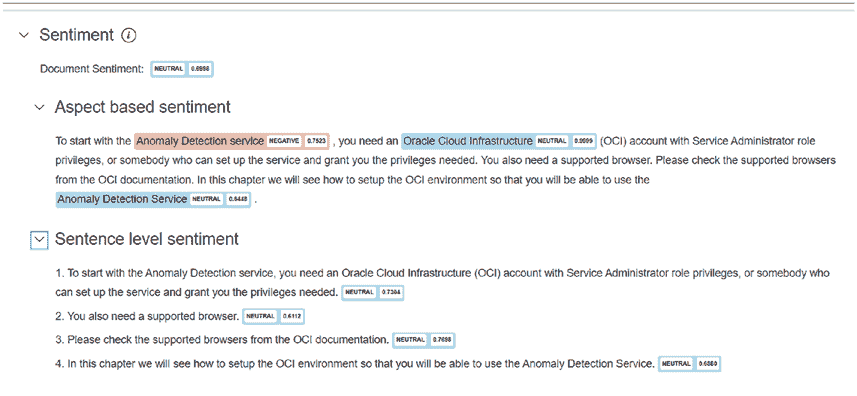 Sentiment
Document Sentiment: NEUTRAL 0.6998
Aspect based sentiment
To start with the Anomaly Detection service NEGATIVE 0.7523 , you need an Oracle Cloud Infrastructure NEUTRAL 0.9999 (OCI) account with Service Administrator role
privileges, or somebody who can set up the service and grant you the privileges needed. You also need a supported browser. Please check the supported browsers
from the OCI documentation. In this chapter we will see how to setup the OCI environment so that you will be able to use the
Anomaly Detection Service NEUTRAL .
Sentence level sentiment
1. To start with the Anomaly Detection service, you need an Oracle Cloud Infrastructure (OCI) account with Service Administrator role privileges, or somebody who
can set up the service and grant you the privileges needed. NEUTRAL
2. You also need a supported browser. NEUTRAL 0.6112
3. Please check the supported browsers from the OCI documentation. NEUTRAL 0.7698
4. In this chapter we will see how to setup the OCI environment so that you will be able to use the Anomaly Detection Service. NEUTRAL